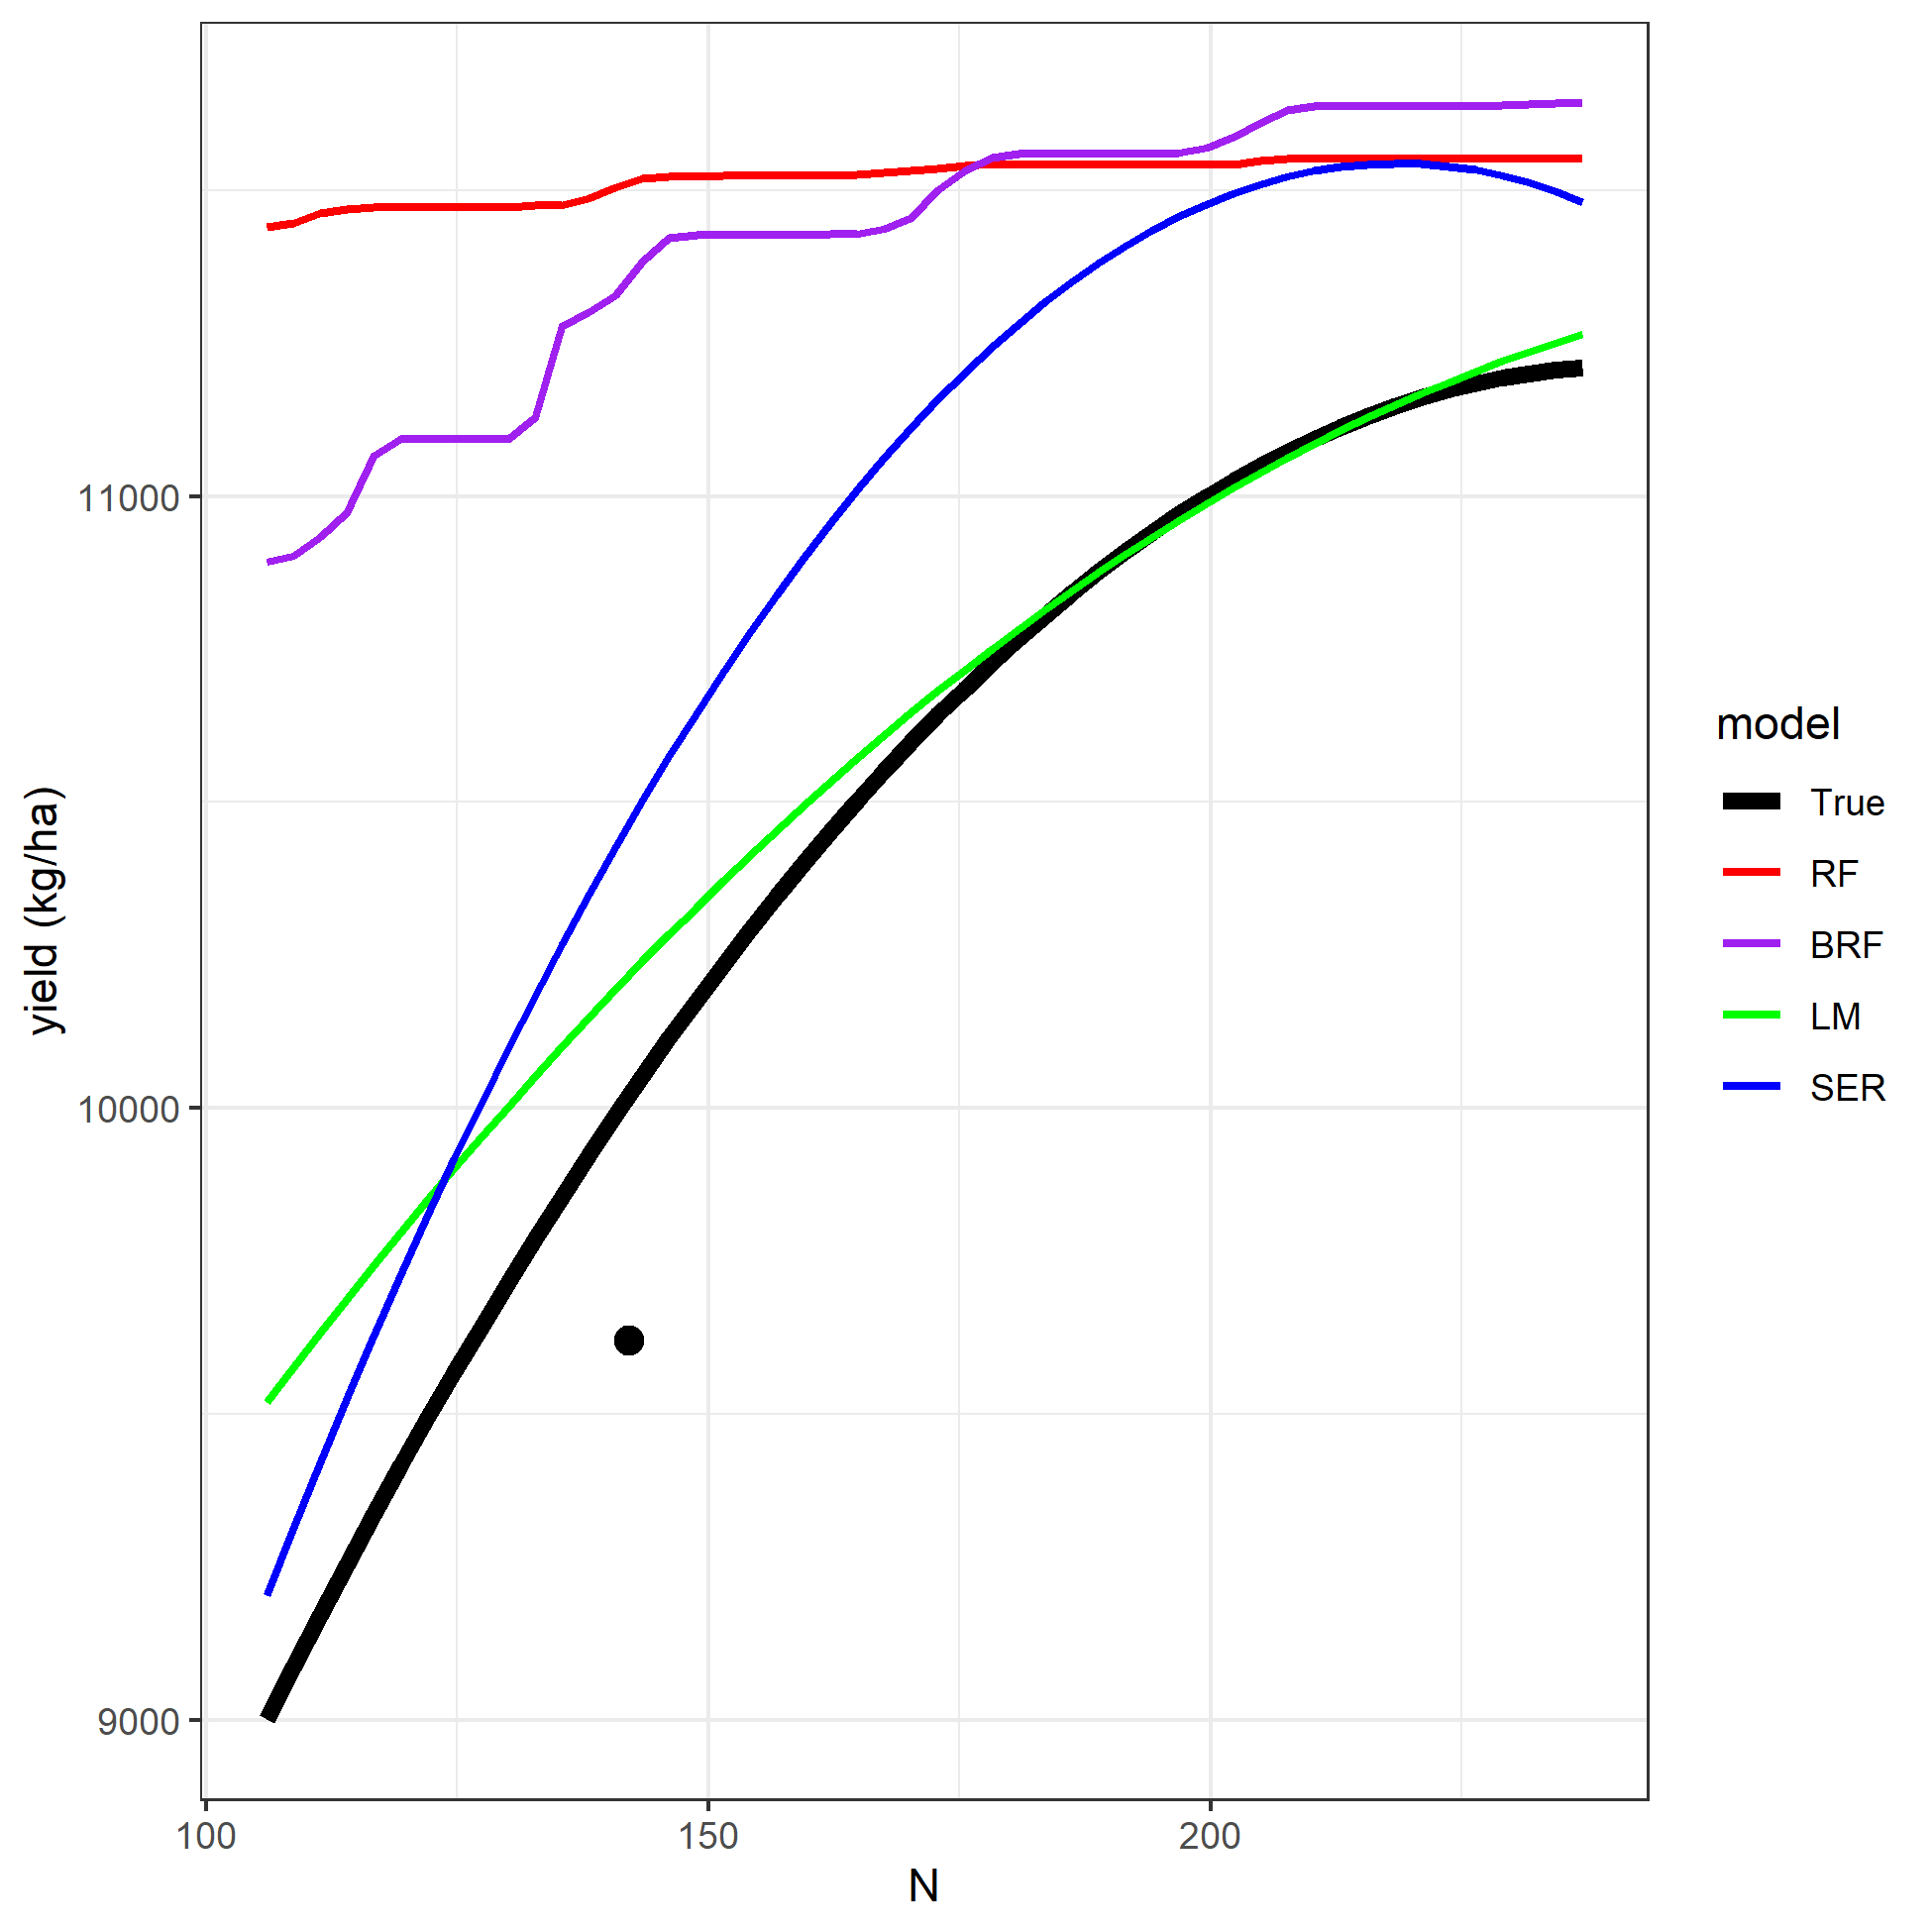 yield (kg/ha)
11000
10000
9000
100
150
200
N
model
True
RF
BRF
LM
SER